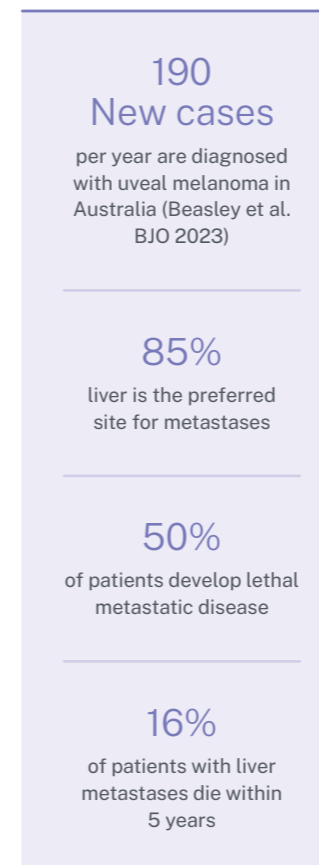 190
New cases
per year are diagnosed
with uveal melanoma in
Australia (Beasley et al.
BJO 2023)
85%
liver is the preferred
site for metastases
50%
of patients develop lethal
metastatic disease
16%
of patients with liver
metastases die within
5 years